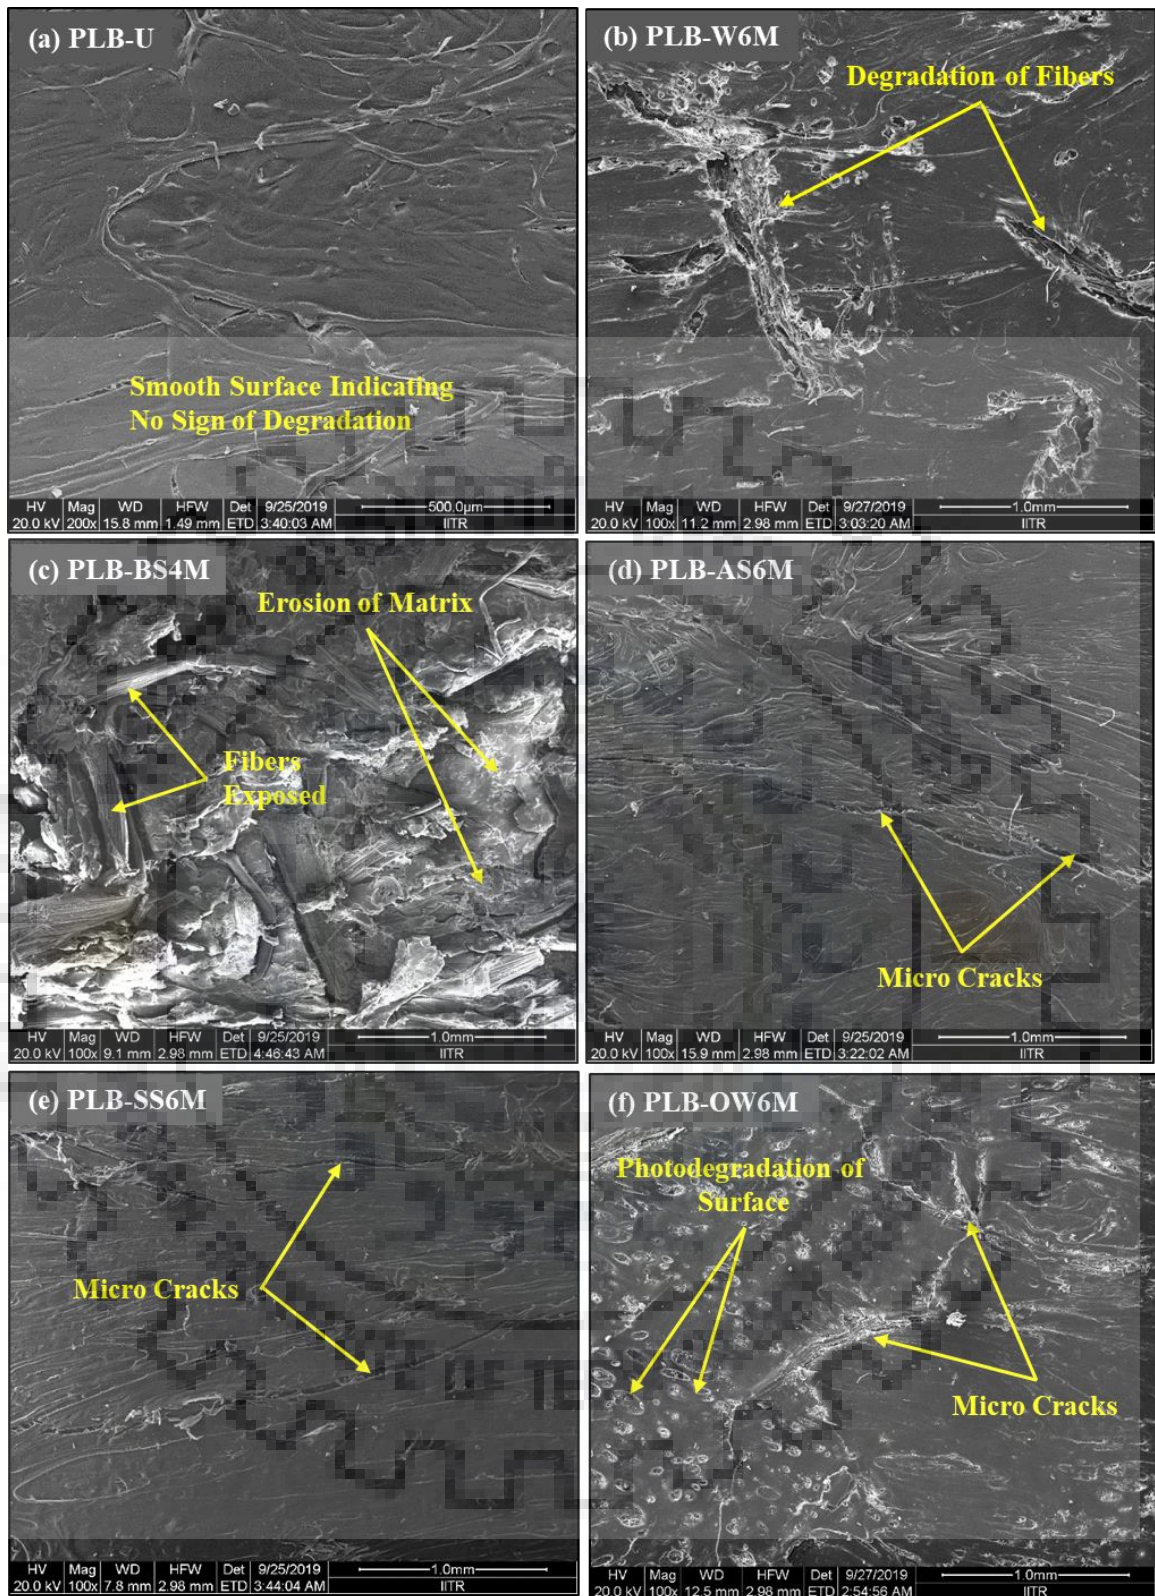 (a) PLB-U
Smooth Surface Indicating
No Sign of Degradation
HV Mag WD HFW Det 9/25/2019 500.0µm
20.0 kV 200x 15.8 mm 1.49 mm ETD 3:40:03 AM IITR
(b) PLB-W6M
Degradation of Fibers
HV Mag WD HFW Det 9/27/2019 1.0mm
20.0 kV 100x 11.2 mm 2.98 mm ETD 3:03:20 AM IITR
(c) PLB-BS4M
Erosion of Matrix
Fibers
Exposed
HV Mag WD HFW Det 9/25/2019 1.0mm
20.0 kV 100x 9.1 mm 2.98 mm ETD 4:46:43 AM IITR
(d) PLB-AS6M
Micro Cracks
HV Mag WD HFW Det 9/25/2019 1.0mm
20.0 kV 100x 15.9 mm 2.98 mm ETD 3:22:02 AM IITR
(e) PLB-SS6M
Micro Cracks
HV Mag WD HFW Det 9/25/2019 1.0mm
20.0 kV 100x 7.8 mm 2.98 mm ETD 3:44:04 AM IITR
(f) PLB-OW6M
Photodegradation of
Surface
Micro Cracks
HV Mag WD HFW Det 9/27/2019 1.0mm
20.0 kV 100x 12.5 mm 2.98 mm ETD 2:54:56 AM IITR